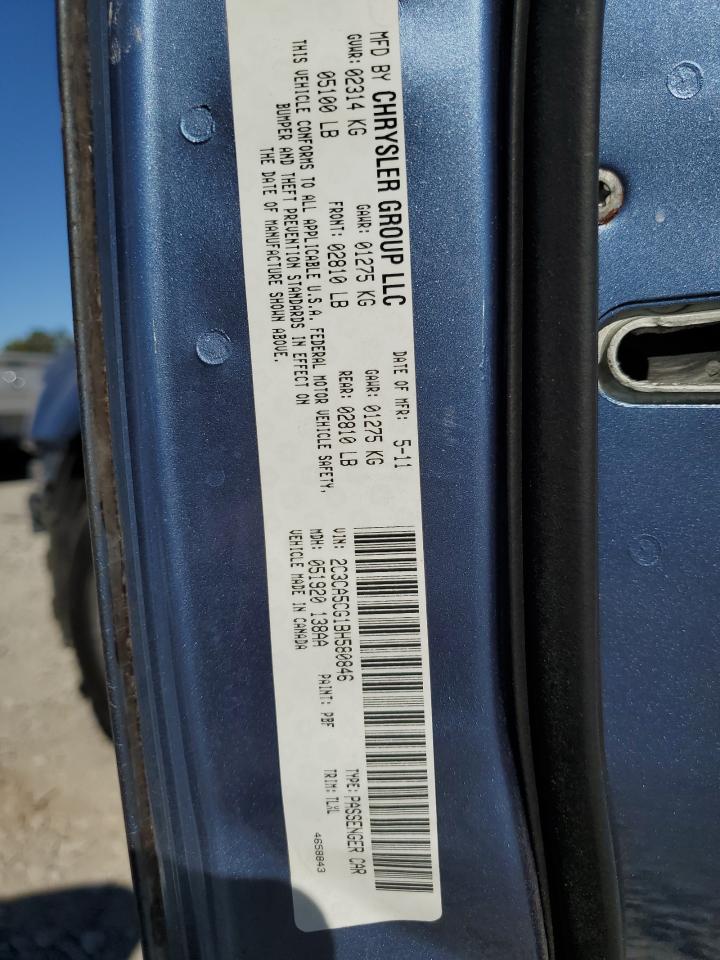 MFD BY CHRYSLER GROUP LLC
DATE OF MFR: 5-11
GVWR: 02314 KG
GAWR: 01275 KG
GAWR: 01275 KG
05100 LB
FRONT: 02810 LB
REAR: 02810 LB
THIS VEHICLE CONFORMS TO ALL APPLICABLE U.S.A. FEDERAL MOTOR VEHICLE SAFETY,
BUMPER AND THEFT PREVENTION STANDARDS IN EFFECT ON
THE DATE OF MANUFACTURE SHOWN ABOVE.
VIN: 2C3CA5CG1BH580846
TYPE: PASSENGER CAR
MDH: 051920 138AA
PAINT: PBF
TRIM: TLXL
VEHICLE MADE IN CANADA
4658843